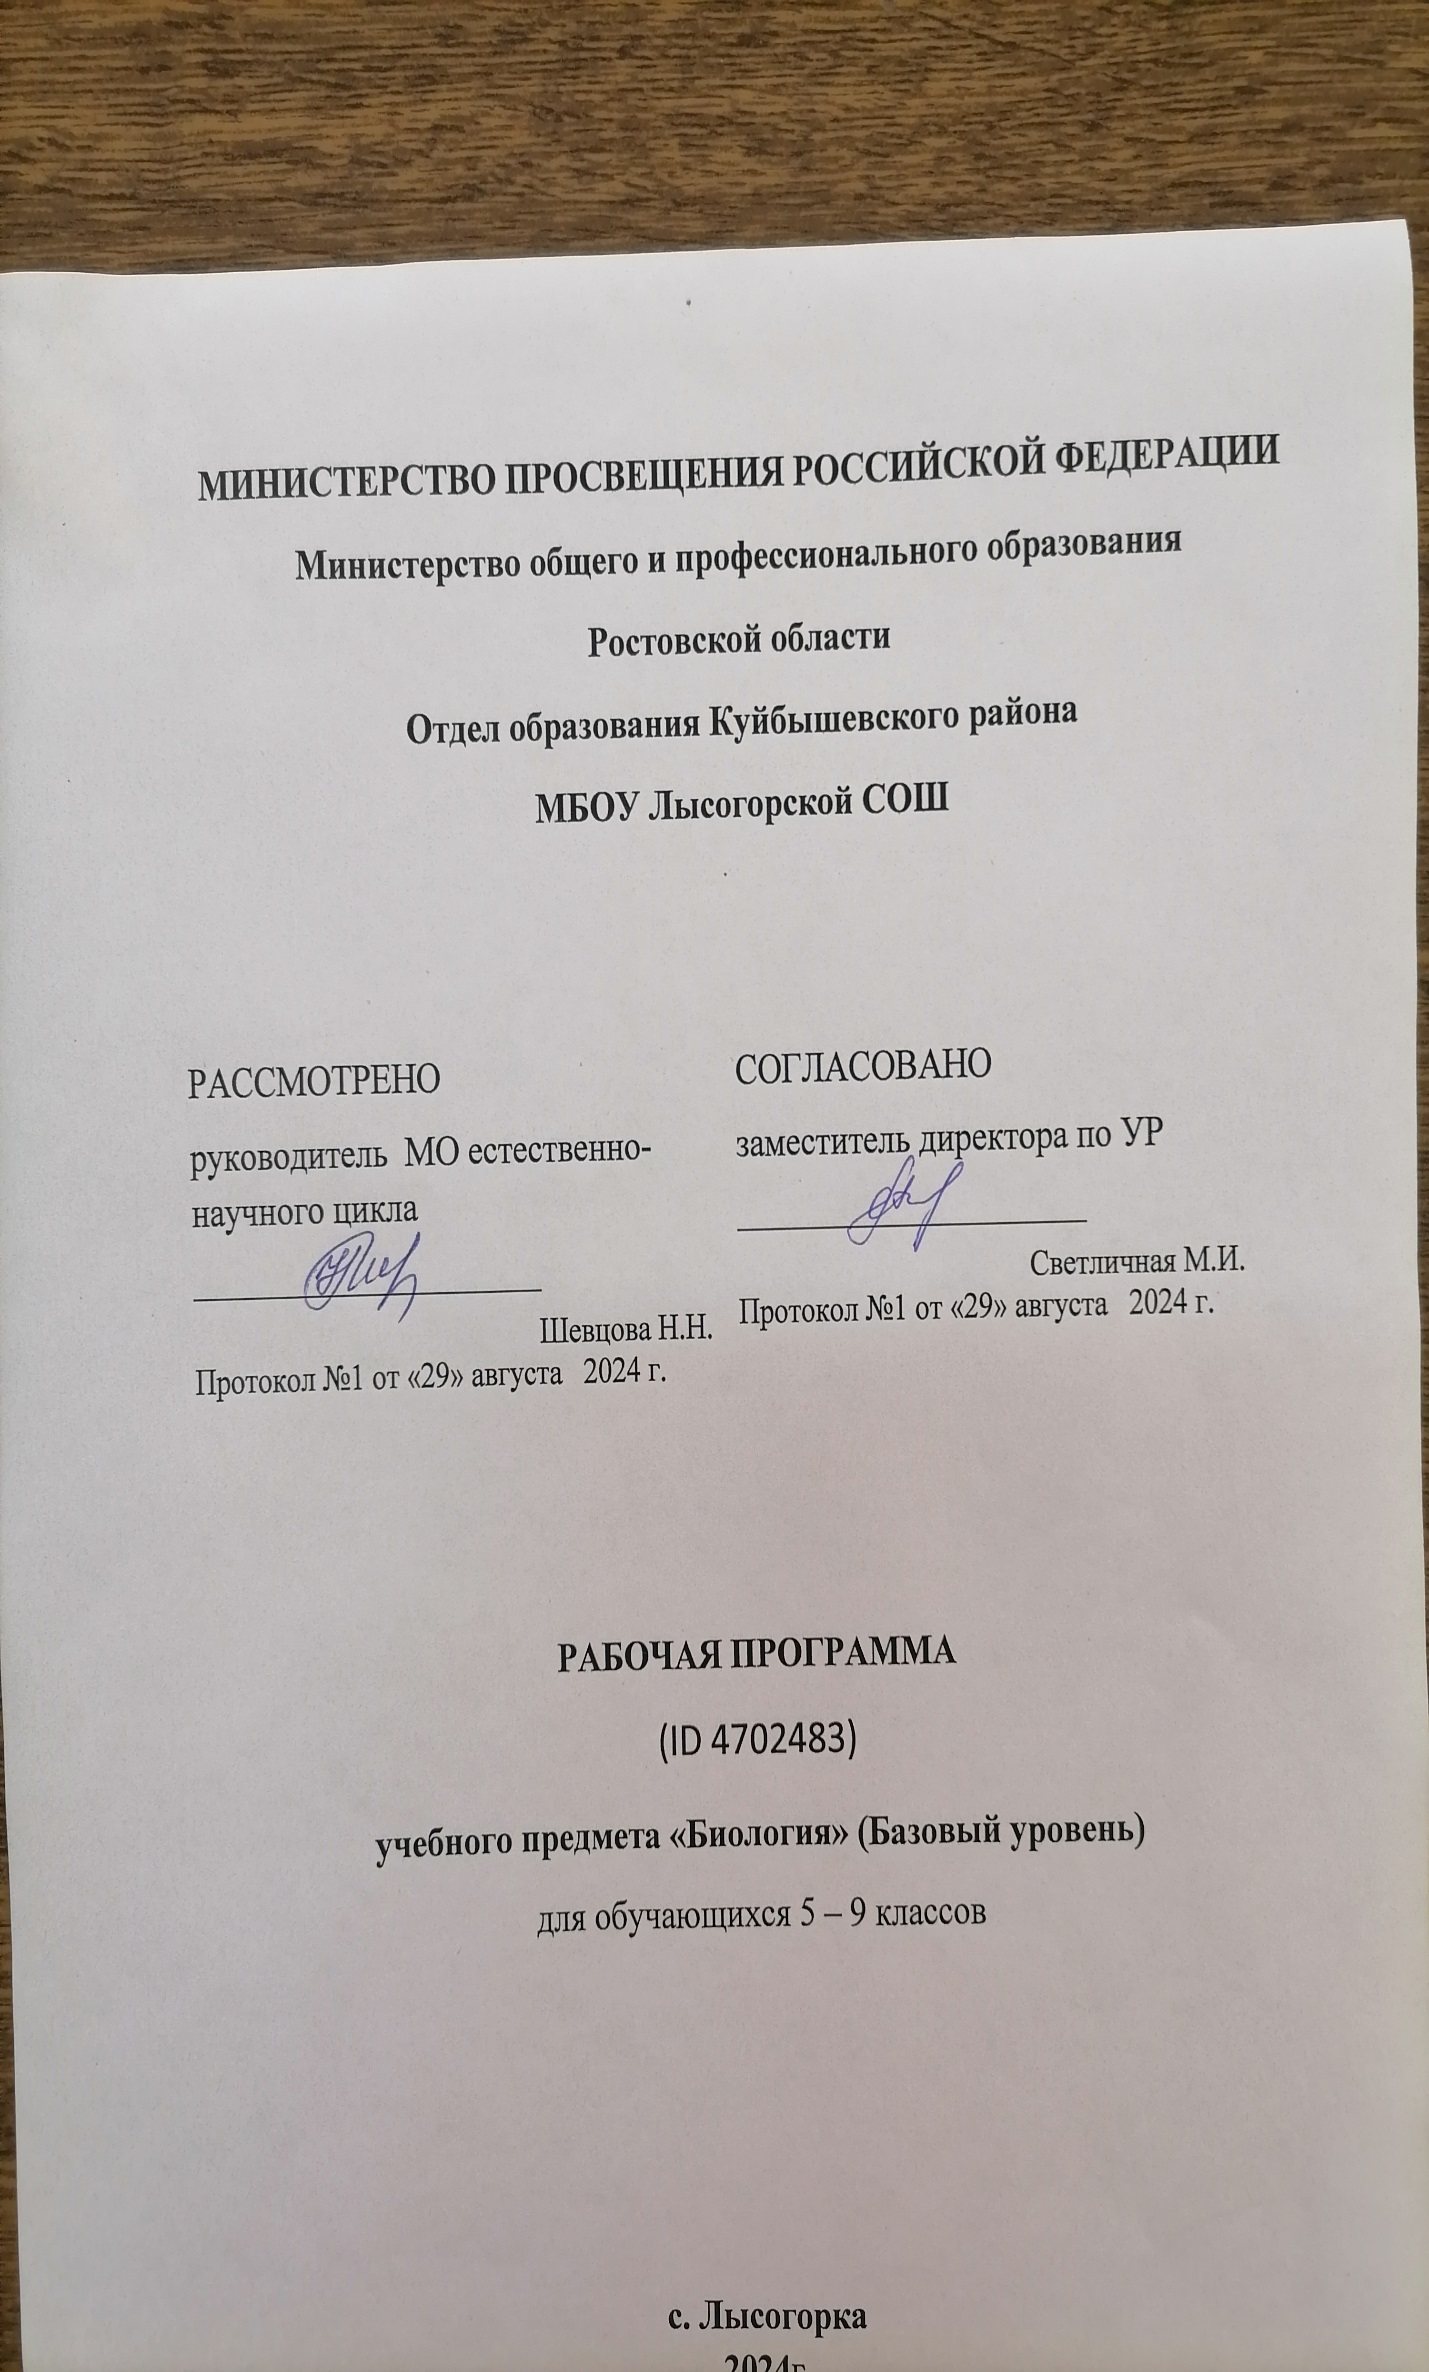 МИНИСТЕРСТВО ПРОСВЕЩЕНИЯ РОССИЙСКОЙ ФЕДЕРАЦИИ
Министерство общего и профессионального образования
Ростовской области
Отдел образования Куйбышевского района
МБОУ Лысогорской СОШ
РАССМОТРЕНО
руководитель МО естественно-
научного цикла
Шевцова Н.Н.
Протокол №1 от «29» августа 2024 г.
СОГЛАСОВАНО
заместитель директора по УР
Светличная М.И.
Протокол №1 от «29» августа 2024 г.
РАБОЧАЯ ПРОГРАММА
(ID 4702483)
учебного предмета «Биология» (Базовый уровень)
для обучающихся 5 – 9 классов
с. Лысогорка
2024г